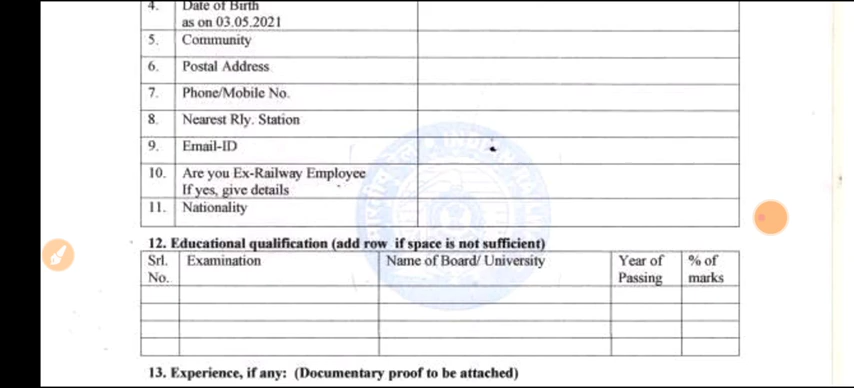 4. Date of Birth
as on 03.05.2021
5. Community
6. Postal Address
7. Phone/Mobile No.
8. Nearest Rly. Station
9. Email-ID
10. Are you Ex-Railway Employee
If yes, give details
11. Nationality
12. Educational qualification (add row if space is not sufficient)
Srl. Examination Name of Board/ University Year of % of
No. Passing marks
13. Experience, if any: (Documentary proof to be attached)